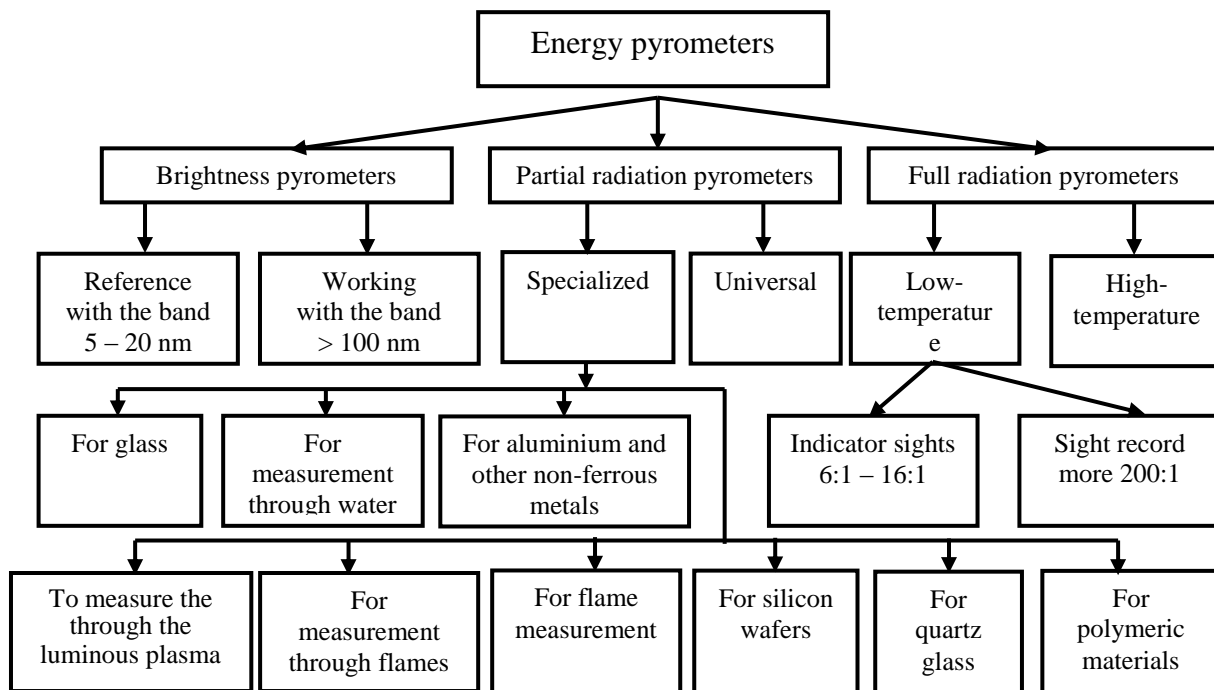 Energy pyrometers
Brightness pyrometers
Partial radiation pyrometers
Full radiation pyrometers
Reference
with the band
5 – 20 nm
Working
with the band
> 100 nm
Specialized
Universal
Low-
temperatur
e
High-
temperature
For glass
For
measurement
through water
For aluminium and
other non-ferrous
metals
Indicator sights
6:1 – 16:1
Sight record
more 200:1
To measure the
through the
luminous plasma
For
measurement
through flames
For flame
measurement
For silicon
wafers
For
quartz
glass
For
polymeric
materials